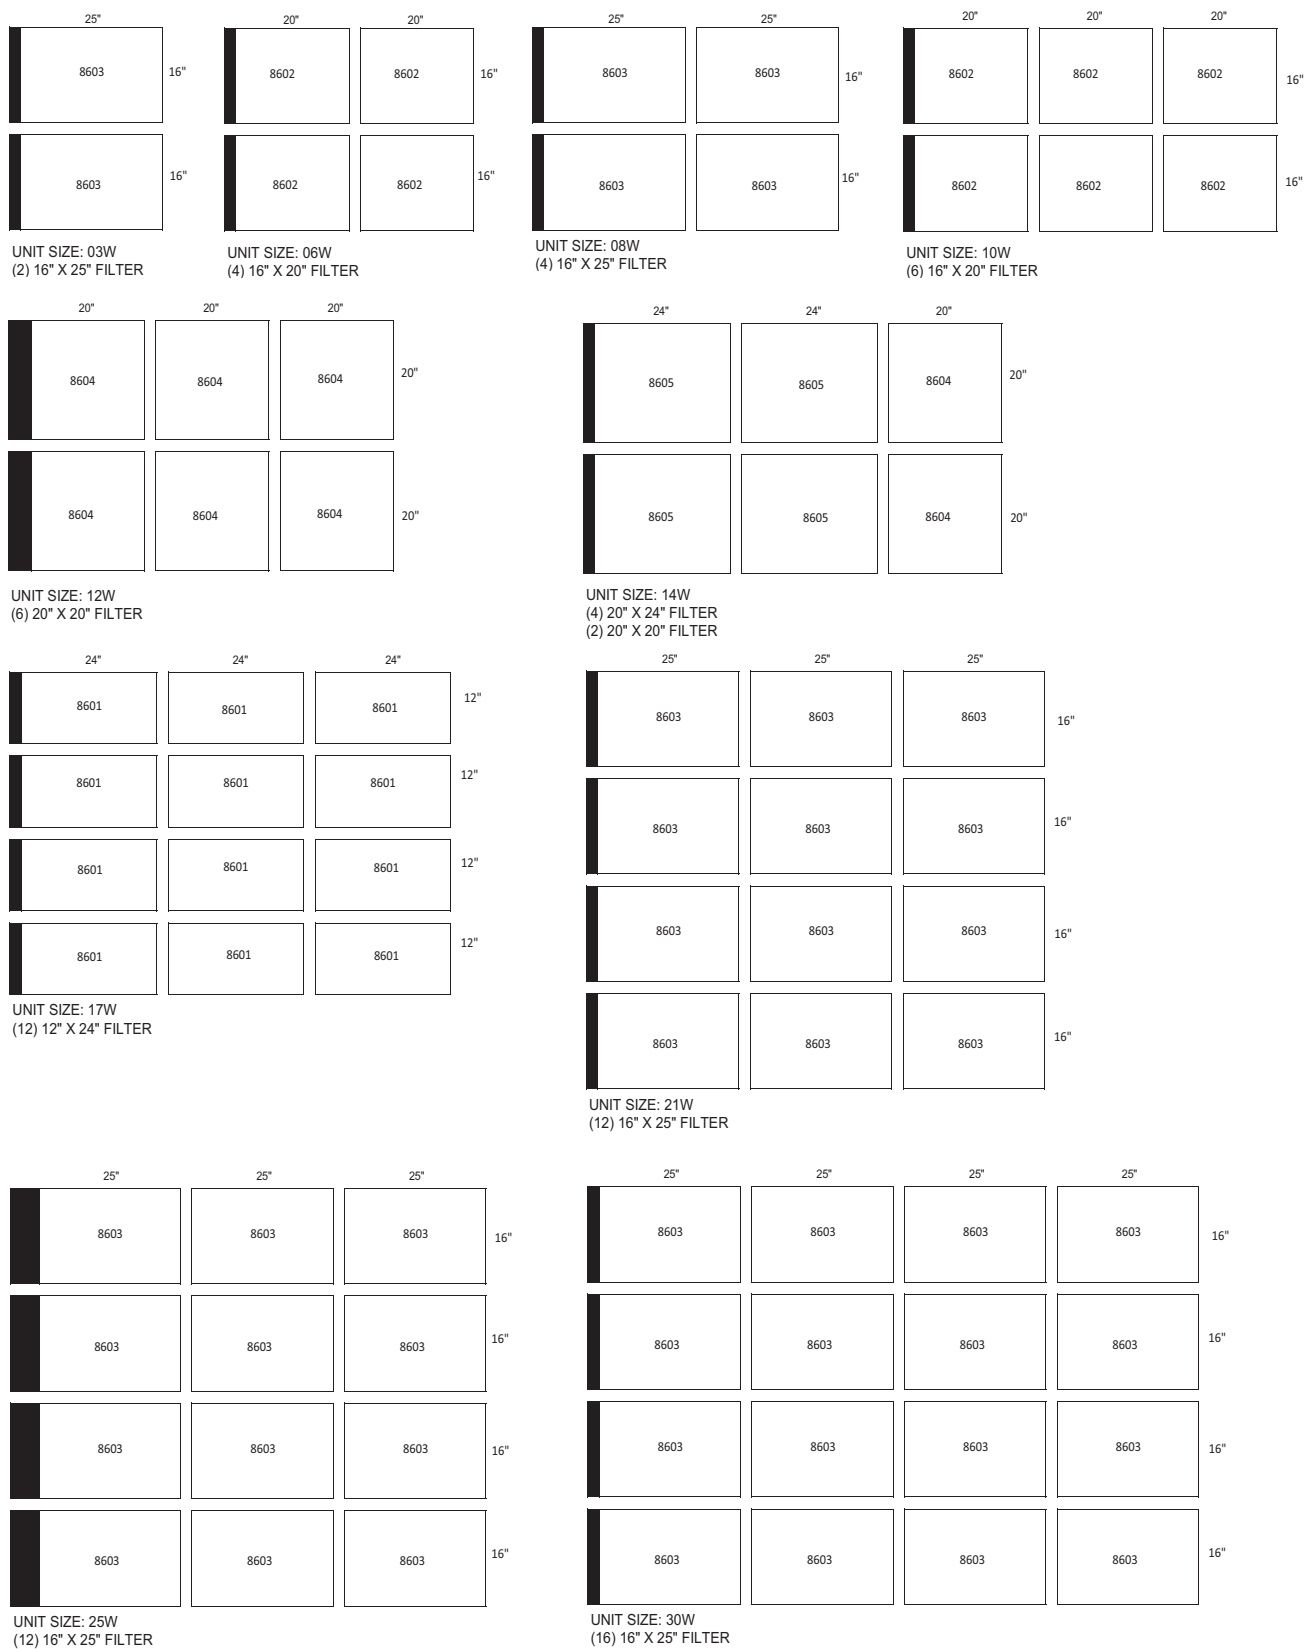 25"
8603 16"
8603 16"
UNIT SIZE: 03W
(2) 16" X 25" FILTER
20" 20"
8602 8602 16"
8602 8602 16"
UNIT SIZE: 06W
(4) 16" X 20" FILTER
25" 25"
8603 8603 16"
8603 8603 16"
UNIT SIZE: 08W
(4) 16" X 25" FILTER
20" 20" 20"
8602 8602 8602 16"
8602 8602 8602 16"
UNIT SIZE: 10W
(6) 16" X 20" FILTER
20" 20" 20"
8604 8604 8604 20"
8604 8604 8604 20"
UNIT SIZE: 12W
(6) 20" X 20" FILTER
24" 24" 20"
8605 8605 8604 20"
8605 8605 8604 20"
UNIT SIZE: 14W
(4) 20" X 24" FILTER
(2) 20" X 20" FILTER
24" 24" 24"
8601 8601 8601 12"
8601 8601 8601 12"
8601 8601 8601 12"
8601 8601 8601 12"
UNIT SIZE: 17W
(12) 12" X 24" FILTER
25" 25" 25"
8603 8603 8603 16"
8603 8603 8603 16"
8603 8603 8603 16"
8603 8603 8603 16"
UNIT SIZE: 21W
(12) 16" X 25" FILTER
25" 25" 25"
8603 8603 8603 16"
8603 8603 8603 16"
8603 8603 8603 16"
8603 8603 8603 16"
UNIT SIZE: 25W
(12) 16" X 25" FILTER
25" 25" 25" 25"
8603 8603 8603 8603 16"
8603 8603 8603 8603 16"
8603 8603 8603 8603 16"
8603 8603 8603 8603 16"
UNIT SIZE: 30W
(16) 16" X 25" FILTER